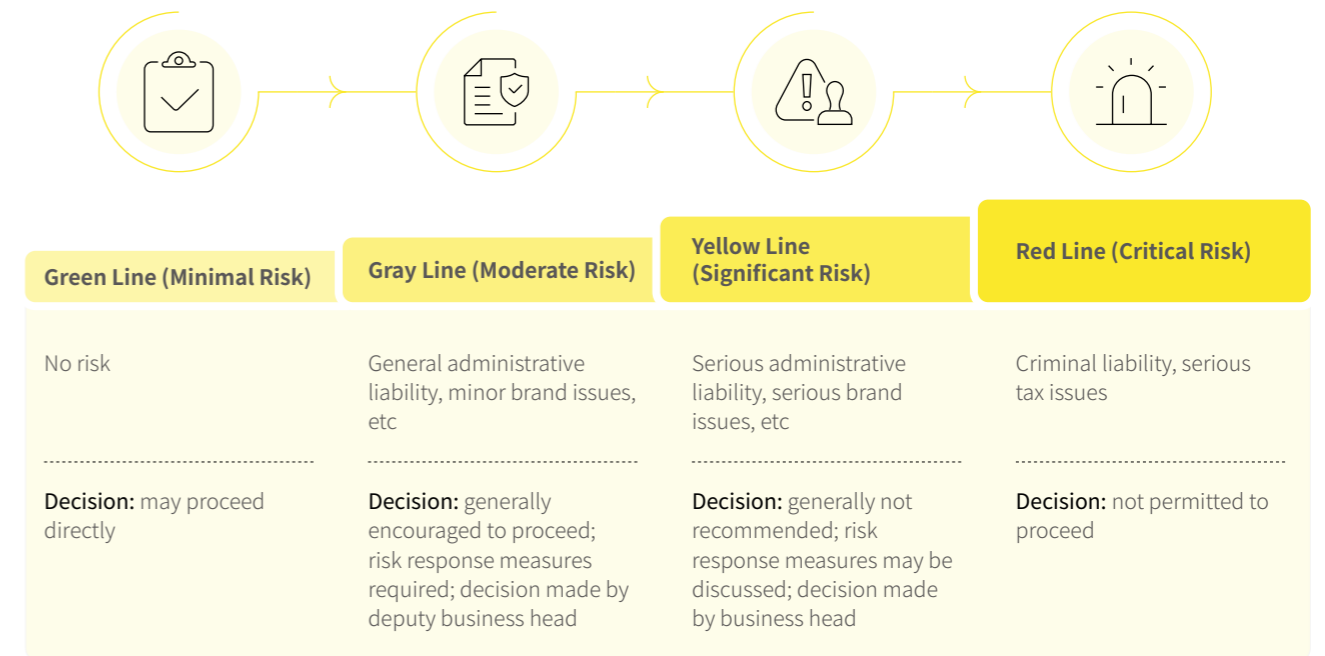 Green Line (Minimal Risk)
Gray Line (Moderate Risk)
Yellow Line
(Significant Risk)
Red Line (Critical Risk)
No risk
General administrative
liability, minor brand issues,
etc
Serious administrative
liability, serious brand
issues, etc
Criminal liability, serious
tax issues
Decision: may proceed
directly
Decision: generally
encouraged to proceed;
risk response measures
required; decision made by
deputy business head
Decision: generally not
recommended; risk
response measures may be
discussed; decision made
by business head
Decision: not permitted to
proceed